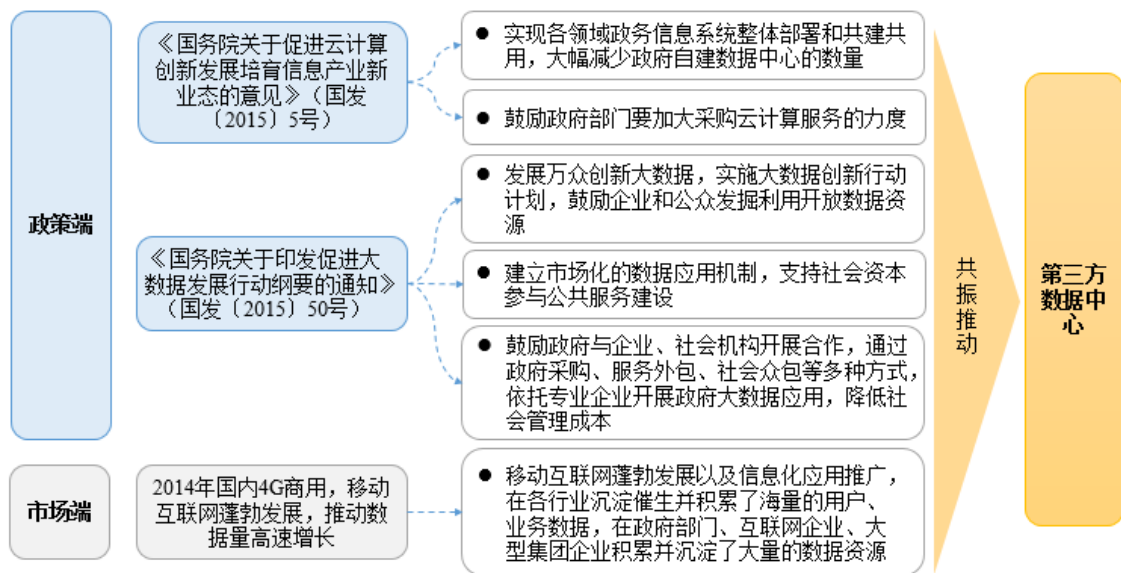 政策端
《国务院关于促进云计算
创新发展培育信息产业新
业态的意见》（国发
〔2015〕5号）
● 实现各领域政务信息系统整体部署和共建共
用，大幅减少政府自建数据中心的数量
● 鼓励政府部门要加大采购云计算服务的力度
《国务院关于印发促进大
数据发展行动纲要的通知》
（国发〔2015〕50号）
● 发展万众创新大数据，实施大数据创新行动
计划，鼓励企业和公众发掘利用开放数据资
源
● 建立市场化的数据应用机制，支持社会资本
参与公共服务建设
● 鼓励政府与企业、社会机构开展合作，通过
政府采购、服务外包、社会众包等多种方式，
依托专业企业开展政府大数据应用，降低社
会管理成本
市场端
2014年国内4G商用，移动
互联网蓬勃发展，推动数
据量高速增长
● 移动互联网蓬勃发展以及信息化应用推广，
在各行业沉淀催生并积累了海量的用户、
业务数据，在政府部门、互联网企业、大
型集团企业积累并沉淀了大量的数据资源
共振推动
第三方
数据中
心